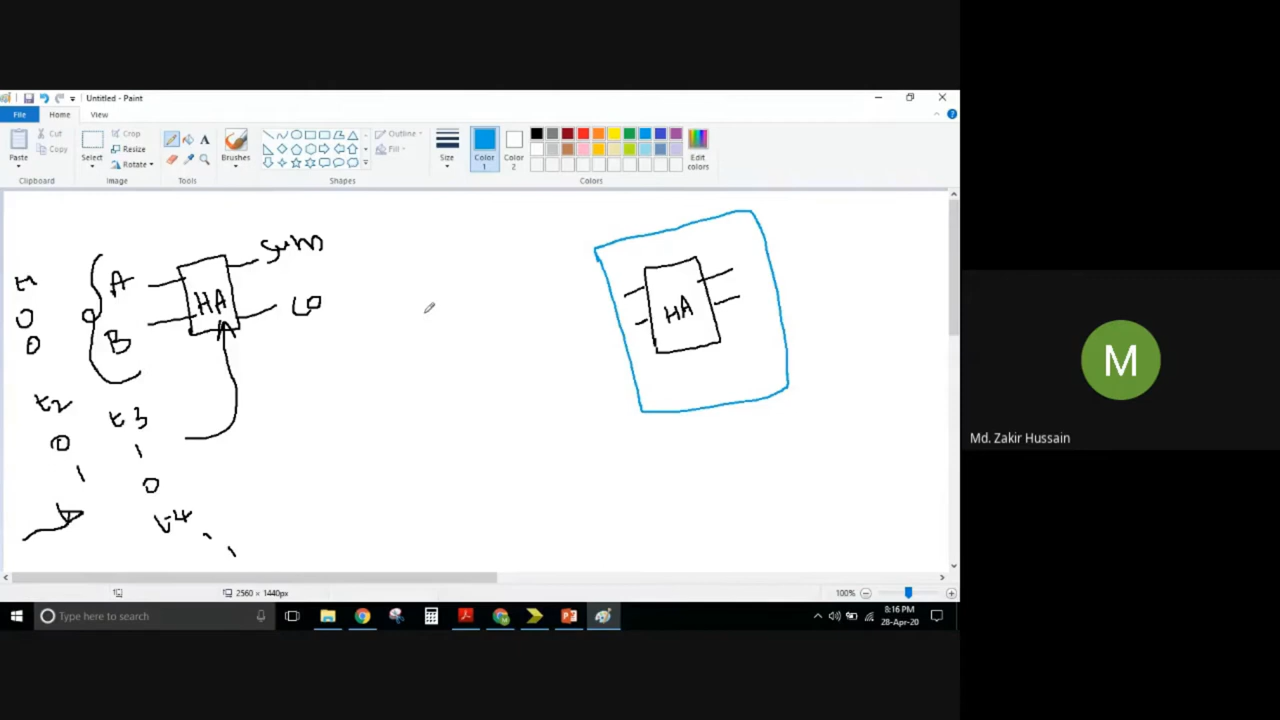 Untitled - Paint
File Home View
Paste
Cut
Copy
Clipboard
Select
Crop
Resize
Rotate
Image
A
Tools
Brushes
Shapes
Outline
Fill
Size
Color 1
Color 2
Edit colors
Colors
Sum
A
HA
CO
B
0
0
t2
0
1
t3
1
0
t4
1
1
HA
100%
2560 × 1440px
Type here to search
8:16 PM
28-Apr-20
M
Md. Zakir Hussain